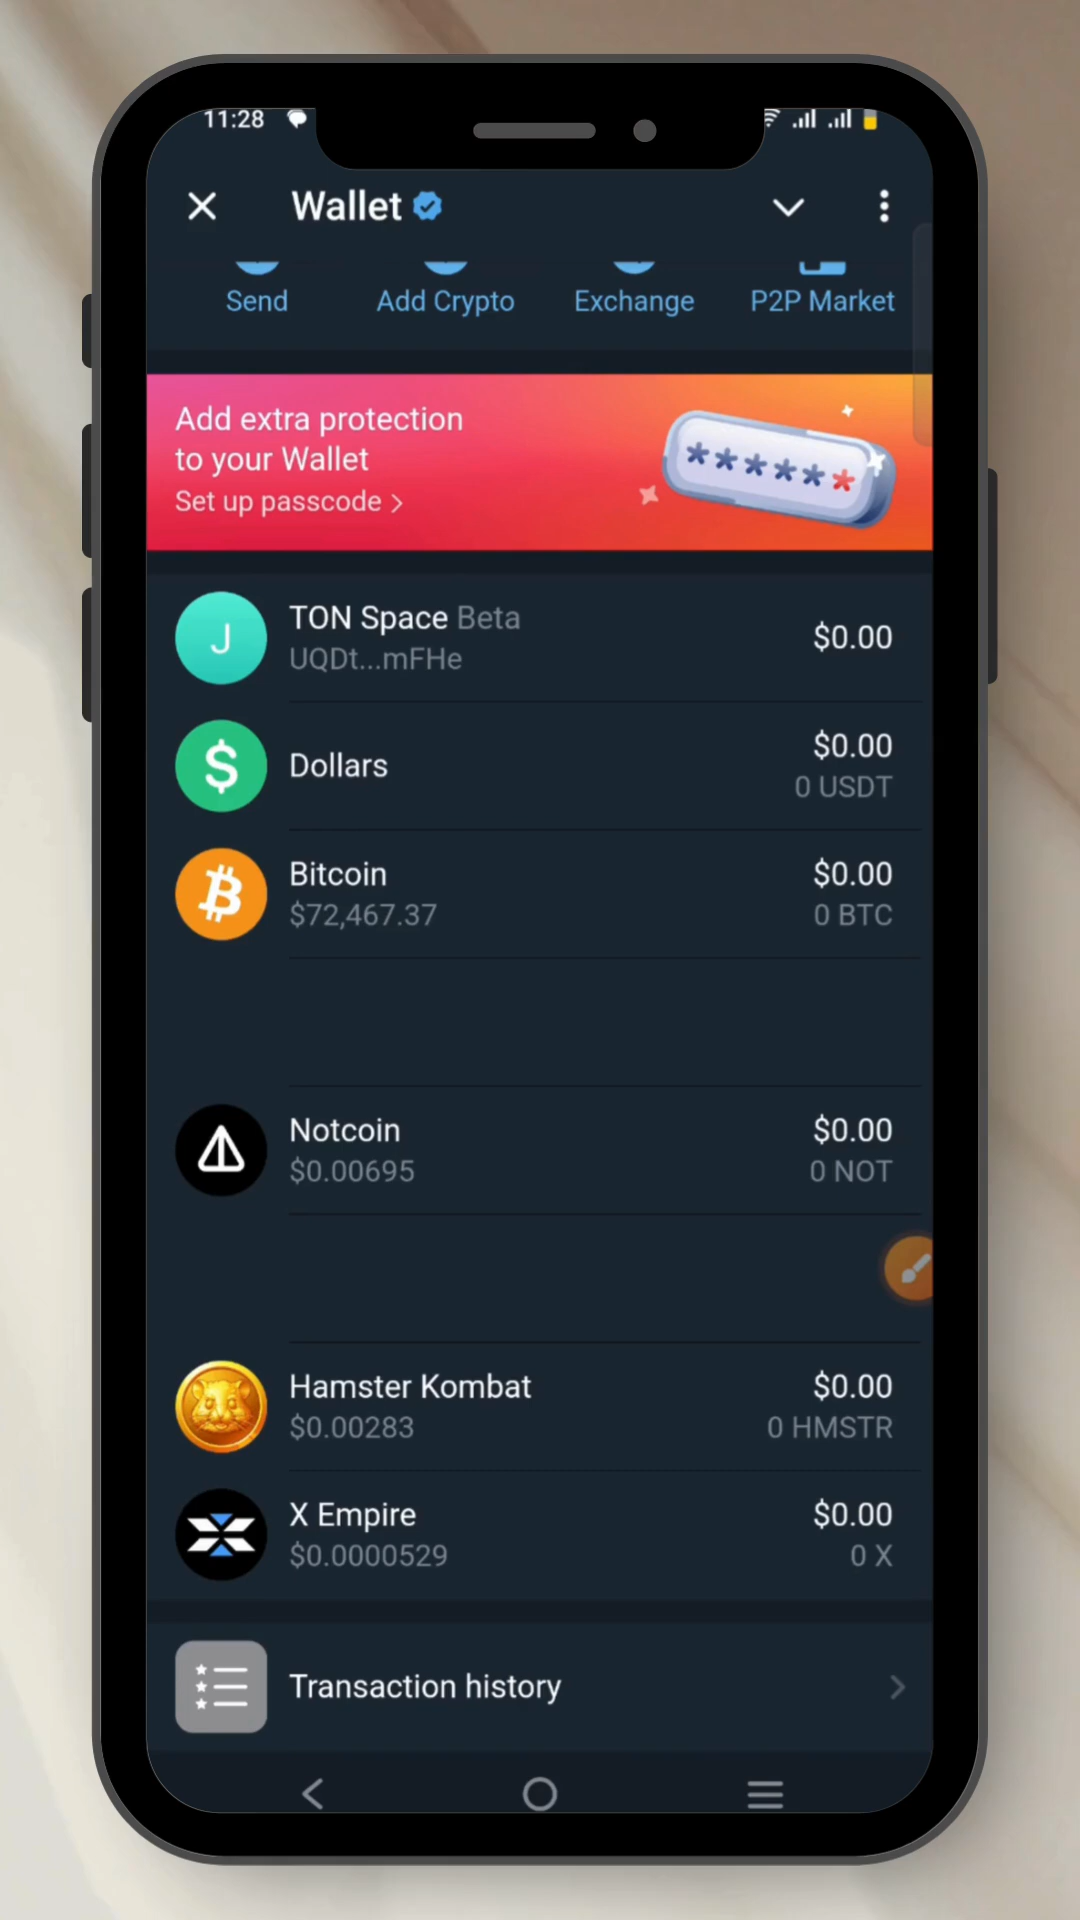 11:28
Wallet
Send
Add Crypto
Exchange
P2P Market
Add extra protection
to your Wallet
Set up passcode >
******
J
TON Space Beta
$0.00
UQDt...mFHe
Dollars
$0.00
0 USDT
Bitcoin
$0.00
$72,467.37
0 BTC
Notcoin
$0.00
$0.00695
0 NOT
Hamster Kombat
$0.00
$0.00283
0 HMSTR
X Empire
$0.00
$0.0000529
0 X
Transaction history